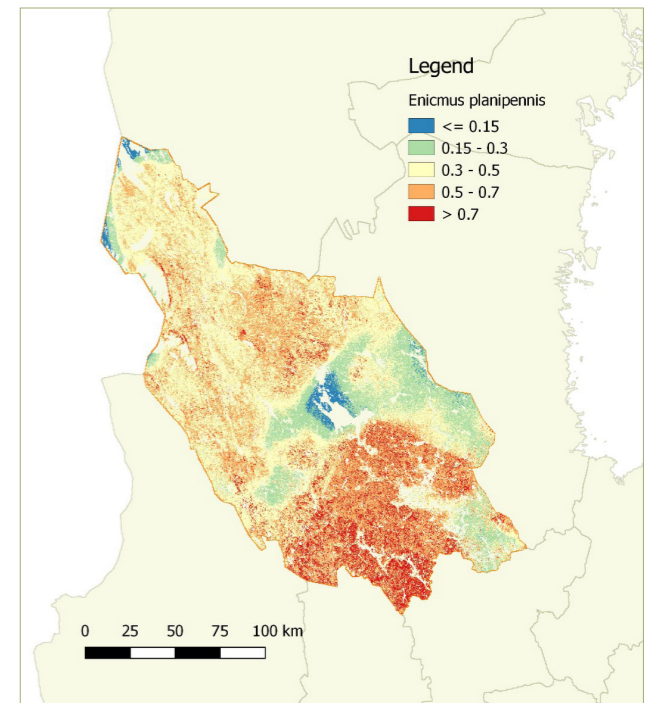 Legend
Enicmus planipennis
<= 0.15
0.15 - 0.3
0.3 - 0.5
0.5 - 0.7
> 0.7
0 25 50 75 100 km